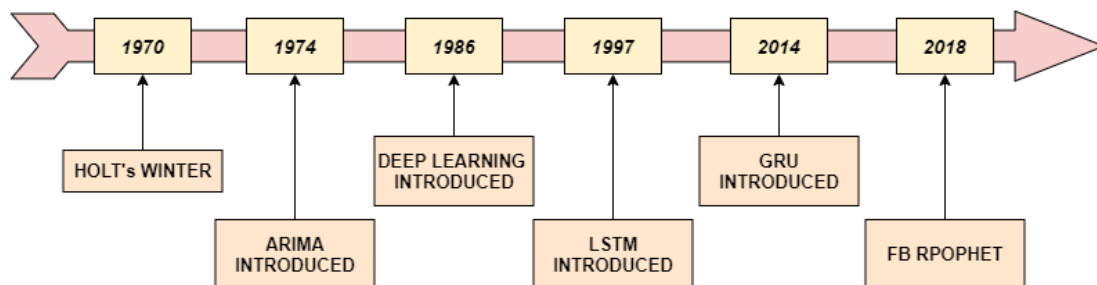 1970
1974
1986
1997
2014
2018
HOLT's WINTER
ARIMA
INTRODUCED
DEEP LEARNING
INTRODUCED
LSTM
INTRODUCED
GRU
INTRODUCED
FB RPOPHET